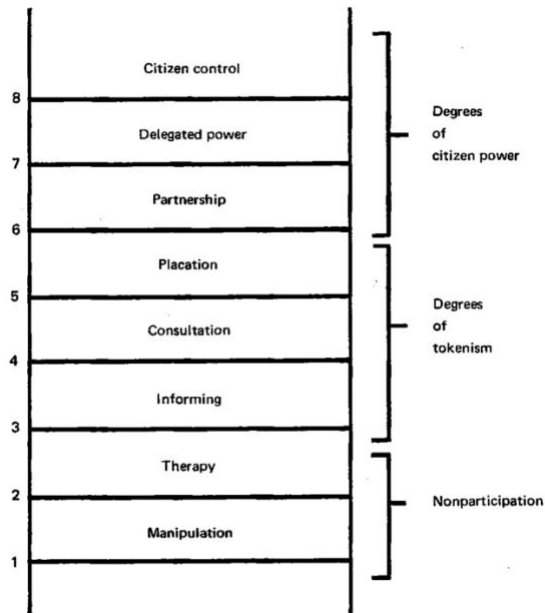 Citizen control
8
Delegated power
7
Partnership
6
Placation
5
Consultation
4
Informing
3
Therapy
2
Manipulation
1
Degrees
of
citizen power
Degrees
of
tokenism
Nonparticipation